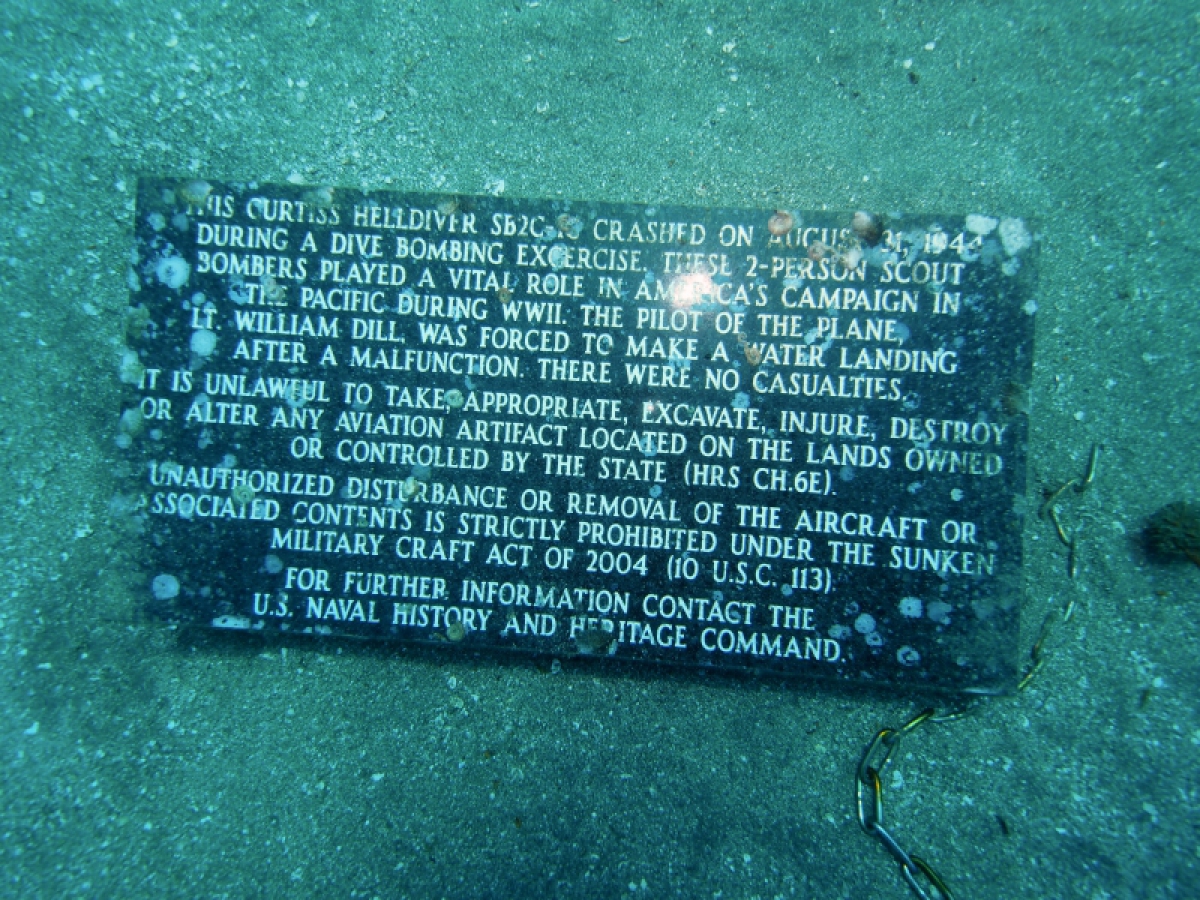 THIS CURTISS HELLDIVER SB2C- CRASHED ON AUGUST 31, 1944
DURING A DIVE BOMBING EXCERCISE. THESE 2-PERSON SCOUT
BOMBERS PLAYED A VITAL ROLE IN AMERICA'S CAMPAIGN IN
THE PACIFIC DURING WWII. THE PILOT OF THE PLANE,
LT. WILLIAM DILL, WAS FORCED TO MAKE A WATER LANDING
AFTER A MALFUNCTION. THERE WERE NO CASUALTIES.
IT IS UNLAWFUL TO TAKE, APPROPRIATE, EXCAVATE, INJURE, DESTROY
OR ALTER ANY AVIATION ARTIFACT LOCATED ON THE LANDS OWNED
OR CONTROLLED BY THE STATE (HRS CH.6E).
UNAUTHORIZED DISTURBANCE OR REMOVAL OF THE AIRCRAFT OR
ASSOCIATED CONTENTS IS STRICTLY PROHIBITED UNDER THE SUNKEN
MILITARY CRAFT ACT OF 2004 (10 U.S.C. 113).
FOR FURTHER INFORMATION CONTACT THE
U.S. NAVAL HISTORY AND HERITAGE COMMAND.